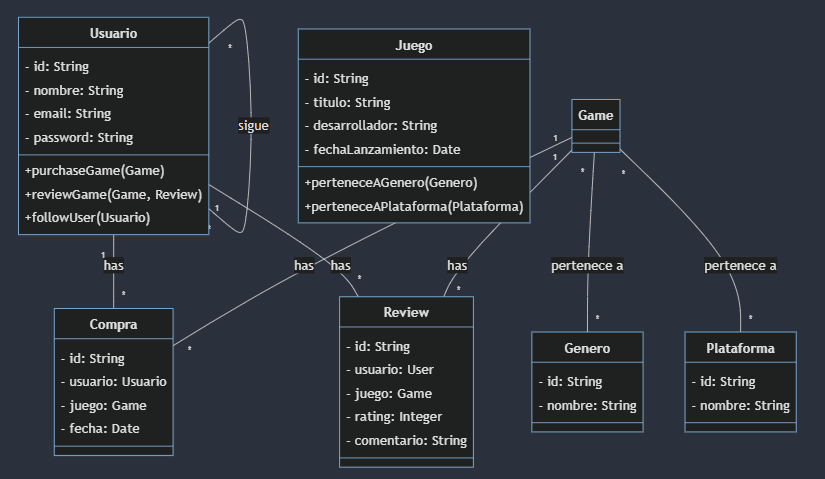 Usuario
- id: String
- nombre: String
- email: String
- password: String
+purchaseGame(Game)
+reviewGame(Game, Review)
+followUser(Usuario)
*
sigue
1
*
Juego
- id: String
- titulo: String
- desarrollador: String
- fechaLanzamiento: Date
+perteneceAGenero(Genero)
+perteneceAPlataforma(Plataforma)
Game
1
1
*
*
1
has
*
has
*
has
*
has
*
pertenece a
*
pertenece a
*
Compra
- id: String
- usuario: Usuario
- juego: Game
- fecha: Date
Review
- id: String
- usuario: User
- juego: Game
- rating: Integer
- comentario: String
Genero
- id: String
- nombre: String
Plataforma
- id: String
- nombre: String